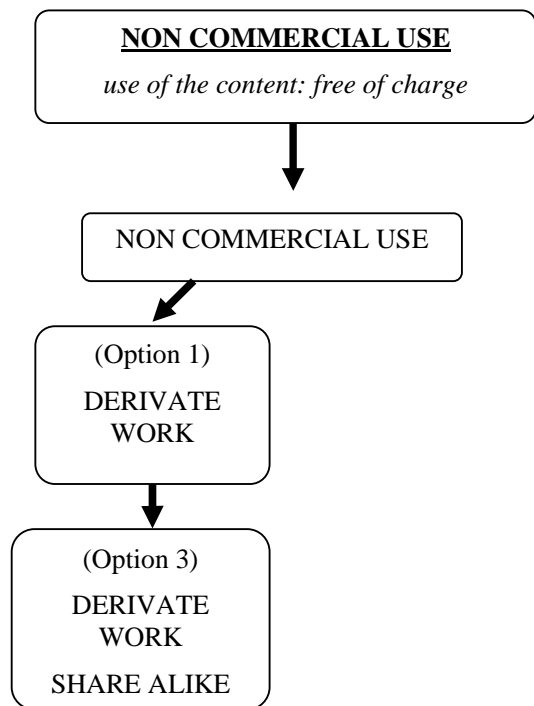 NON COMMERCIAL USE
use of the content: free of charge
NON COMMERCIAL USE
(Option 1)
DERIVATE
WORK
(Option 3)
DERIVATE
WORK
SHARE ALIKE